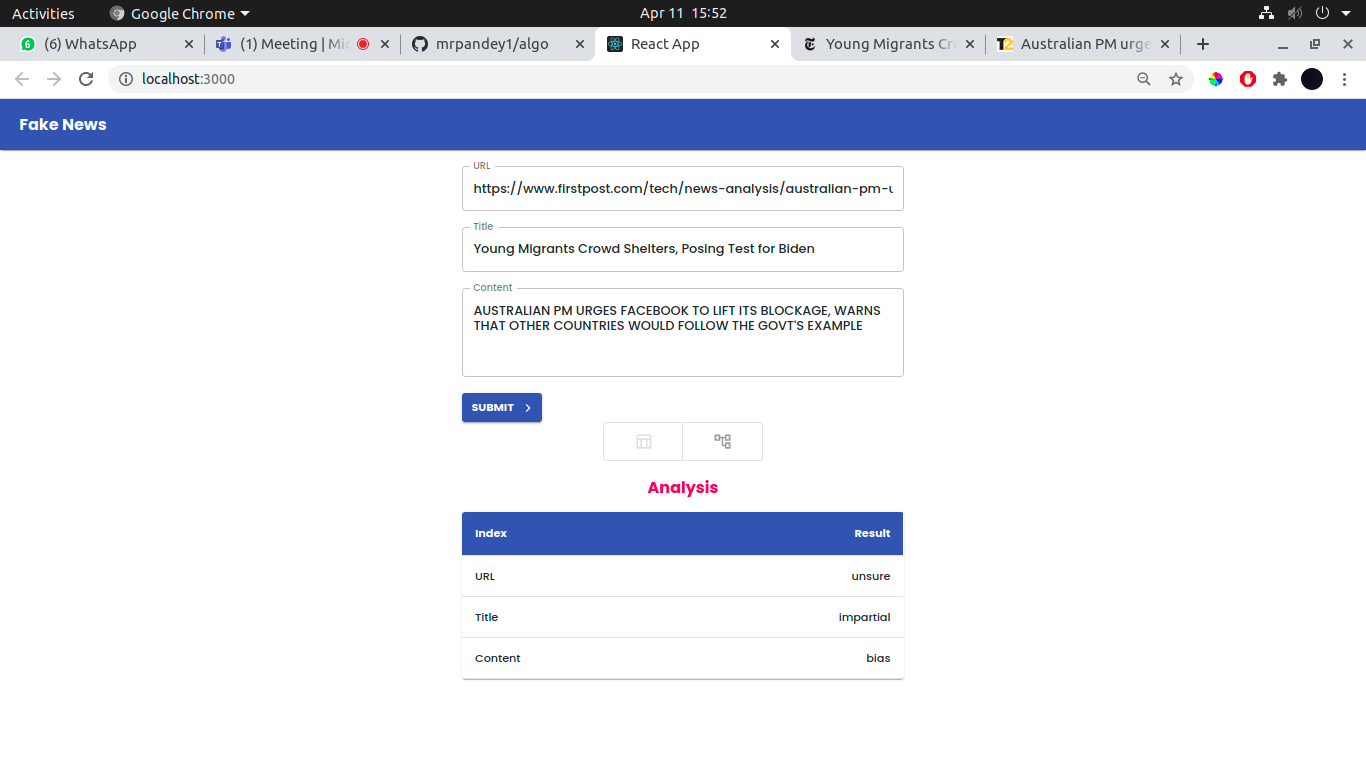 Activities
Google Chrome
Apr 11 15:52
6
(6) WhatsApp
(1) Meeting | Mic
mrpandey1/algo
React App
Young Migrants Cr
T2
Australian PM urge
localhost:3000
Fake News
URL
https://www.firstpost.com/tech/news-analysis/australian-pm-u
Title
Young Migrants Crowd Shelters, Posing Test for Biden
Content
AUSTRALIAN PM URGES FACEBOOK TO LIFT ITS BLOCKAGE, WARNS
THAT OTHER COUNTRIES WOULD FOLLOW THE GOVT'S EXAMPLE
SUBMIT
Analysis
Index Result
URL unsure
Title impartial
Content bias